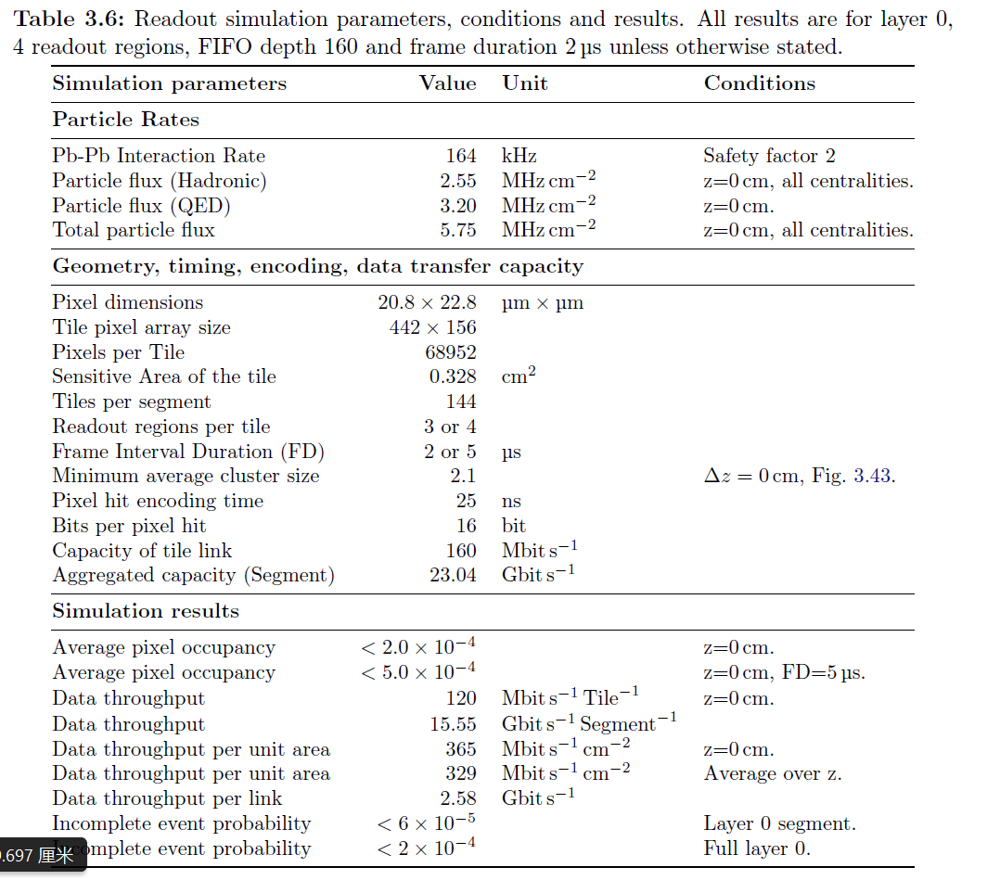 Table 3.6: Readout simulation parameters, conditions and results. All results are for layer 0,
4 readout regions, FIFO depth 160 and frame duration 2 µs unless otherwise stated.
Simulation parameters Value Unit Conditions
Particle Rates
Pb-Pb Interaction Rate 164 kHz Safety factor 2
Particle flux (Hadronic) 2.55 MHz cm⁻² z=0 cm, all centralities.
Particle flux (QED) 3.20 MHz cm⁻² z=0 cm.
Total particle flux 5.75 MHz cm⁻² z=0 cm, all centralities.
Geometry, timing, encoding, data transfer capacity
Pixel dimensions 20.8 × 22.8 µm × µm
Tile pixel array size 442 × 156
Pixels per Tile 68952
Sensitive Area of the tile 0.328 cm²
Tiles per segment 144
Readout regions per tile 3 or 4
Frame Interval Duration (FD) 2 or 5 µs
Minimum average cluster size 2.1 Δz = 0 cm, Fig. 3.43.
Pixel hit encoding time 25 ns
Bits per pixel hit 16 bit
Capacity of tile link 160 Mbit s⁻¹
Aggregated capacity (Segment) 23.04 Gbit s⁻¹
Simulation results
Average pixel occupancy < 2.0 × 10⁻⁴ z=0 cm.
Average pixel occupancy < 5.0 × 10⁻⁴ z=0 cm, FD=5 µs.
Data throughput 120 Mbit s⁻¹ Tile⁻¹ z=0 cm.
Data throughput 15.55 Gbit s⁻¹ Segment⁻¹
Data throughput per unit area 365 Mbit s⁻¹ cm⁻² z=0 cm.
Data throughput per unit area 329 Mbit s⁻¹ cm⁻² Average over z.
Data throughput per link 2.58 Gbit s⁻¹
Incomplete event probability < 6 × 10⁻⁵ Layer 0 segment.
.697 厘米 omplete event probability < 2 × 10⁻⁴ Full layer 0.